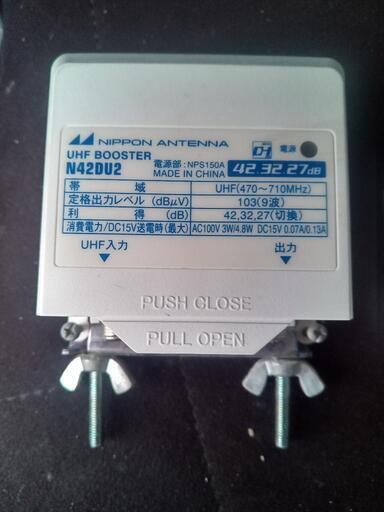 NIPPON ANTENNA
UHF BOOSTER
N42DU2
電源部:NPS150A
MADE IN CHINA
DH 電源
42.32.27dB
帯域 UHF(470〜710MHz)
定格出力レベル (dBμV) 103(9波)
利得 (dB) 42,32,27(切換)
消費電力/DC15V送電時(最大) AC100V 3W/4.8W DC15V 0.07A/0.13A
UHF入力 出力
PUSH CLOSE
PULL OPEN